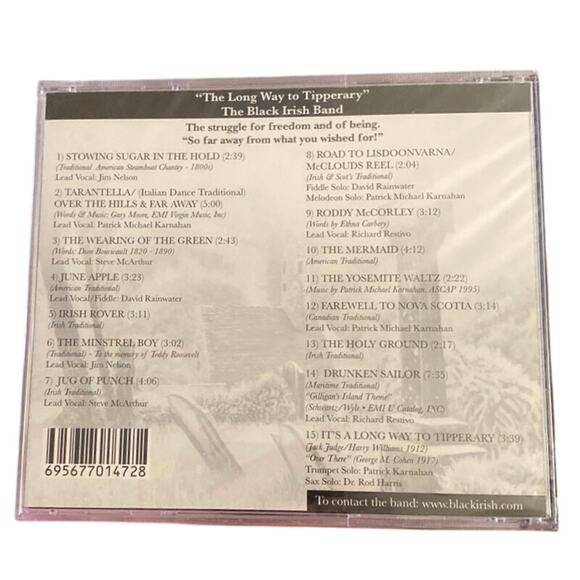 "The Long Way to Tipperary"
The Black Irish Band
The struggle for freedom and of being.
"So far away from what you wished for!"
1) STOWING SUGAR IN THE HOLD (2:39)
(Traditional American Steamboat Chantey - 1800s)
Lead Vocal: Jim Nelson
2) TARANTELLA/ (Italian Dance Traditional)
OVER THE HILLS & FAR AWAY (5:00)
(Words & Music: Gary Moore, EMI Virgin Music, Inc)
Lead Vocal: Patrick Michael Karnahan
3) THE WEARING OF THE GREEN (2:43)
(Words: Dion Boucicault 1820 -1890)
Lead Vocal: Steve McArthur
4) JUNE APPLE (3:23)
(American Traditional)
Lead Vocal/Fiddle: David Rainwater
5) IRISH ROVER (3:11)
(Irish Traditional)
6) THE MINSTREL BOY (3:02)
(Traditional) - To the memory of Teddy Roosevelt
Lead Vocal: Jim Nelson
7) JUG OF PUNCH (4:06)
(Irish Traditional)
Lead Vocal: Steve McArthur
6 95677 01472 8
8) ROAD TO LISDOONVARNA/
McCLOUDS REEL (2:04)
(Irish & Scot's Traditional)
Fiddle Solo: David Rainwater
Melodeon Solo: Patrick Michael Karnahan
9) RODDY McCORLEY (3:12)
(Words by Ethna Carbery)
Lead Vocal: Richard Restivo
10) THE MERMAID (4:12)
(American Traditional)
11) THE YOSEMITE WALTZ (2:22)
(Music by Patrick Michael Karnahan, ASCAP 1995)
12) FAREWELL TO NOVA SCOTIA (3:14)
(Canadian Traditional)
Lead Vocal: Patrick Michael Karnahan
13) THE HOLY GROUND (2:17)
(Irish Traditional)
14) DRUNKEN SAILOR (7:35)
(Maritime Traditional)
"Gilligan's Island Theme"
(Schwartz/Wyle • EMI U Catalog, INC)
Lead Vocal: Richard Restivo
15) IT'S A LONG WAY TO TIPPERARY (3:39)
(Jack Judge/Harry Williams 1912)
"Over There" (George M. Cohen 1917)
Trumpet Solo: Patrick Karnahan
Sax Solo: Dr. Rod Harris
To contact the band: www.blackirish.com